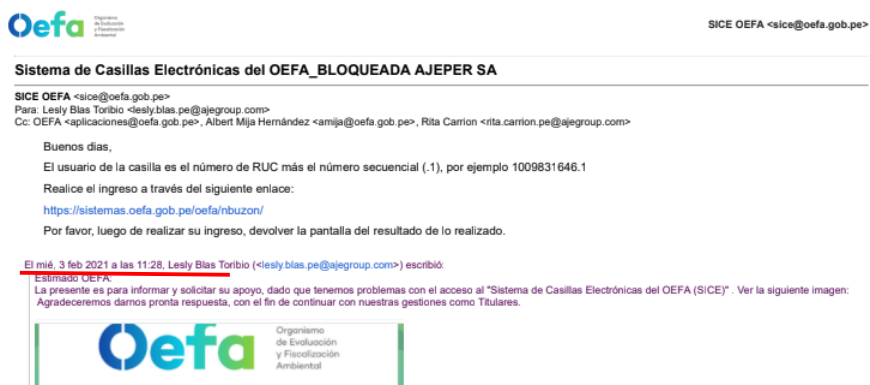 Oefa
Organismo
de Evaluación
y Fiscalización
Ambiental
SICE OEFA <sice@oefa.gob.pe>
Sistema de Casillas Electrónicas del OEFA_BLOQUEADA AJEPER SA
SICE OEFA <sice@oefa.gob.pe>
Para: Lesly Blas Toribio <lesly.blas.pe@ajegroup.com>
Cc: OEFA <aplicaciones@oefa.gob.pe>, Albert Mija Hernández <amija@oefa.gob.pe>, Rita Carrion <rita.carrion.pe@ajegroup.com>
Buenos dias,
El usuario de la casilla es el número de RUC más el número secuencial (.1), por ejemplo 1009831646.1
Realice el ingreso a través del siguiente enlace:
https://sistemas.oefa.gob.pe/oefa/nbuzon/
Por favor, luego de realizar su ingreso, devolver la pantalla del resultado de lo realizado.
El mié, 3 feb 2021 a las 11:28, Lesly Blas Toribio (<lesly.blas.pe@ajegroup.com>) escribió:
Estimado OEFA:
La presente es para informar y solicitar su apoyo, dado que tenemos problemas con el acceso al "Sistema de Casillas Electrónicas del OEFA (SICE)" . Ver la siguiente imagen:
Agradeceremos darnos pronta respuesta, con el fin de continuar con nuestras gestiones como Titulares.
Oefa
Organismo
de Evaluación
y Fiscalización
Ambiental